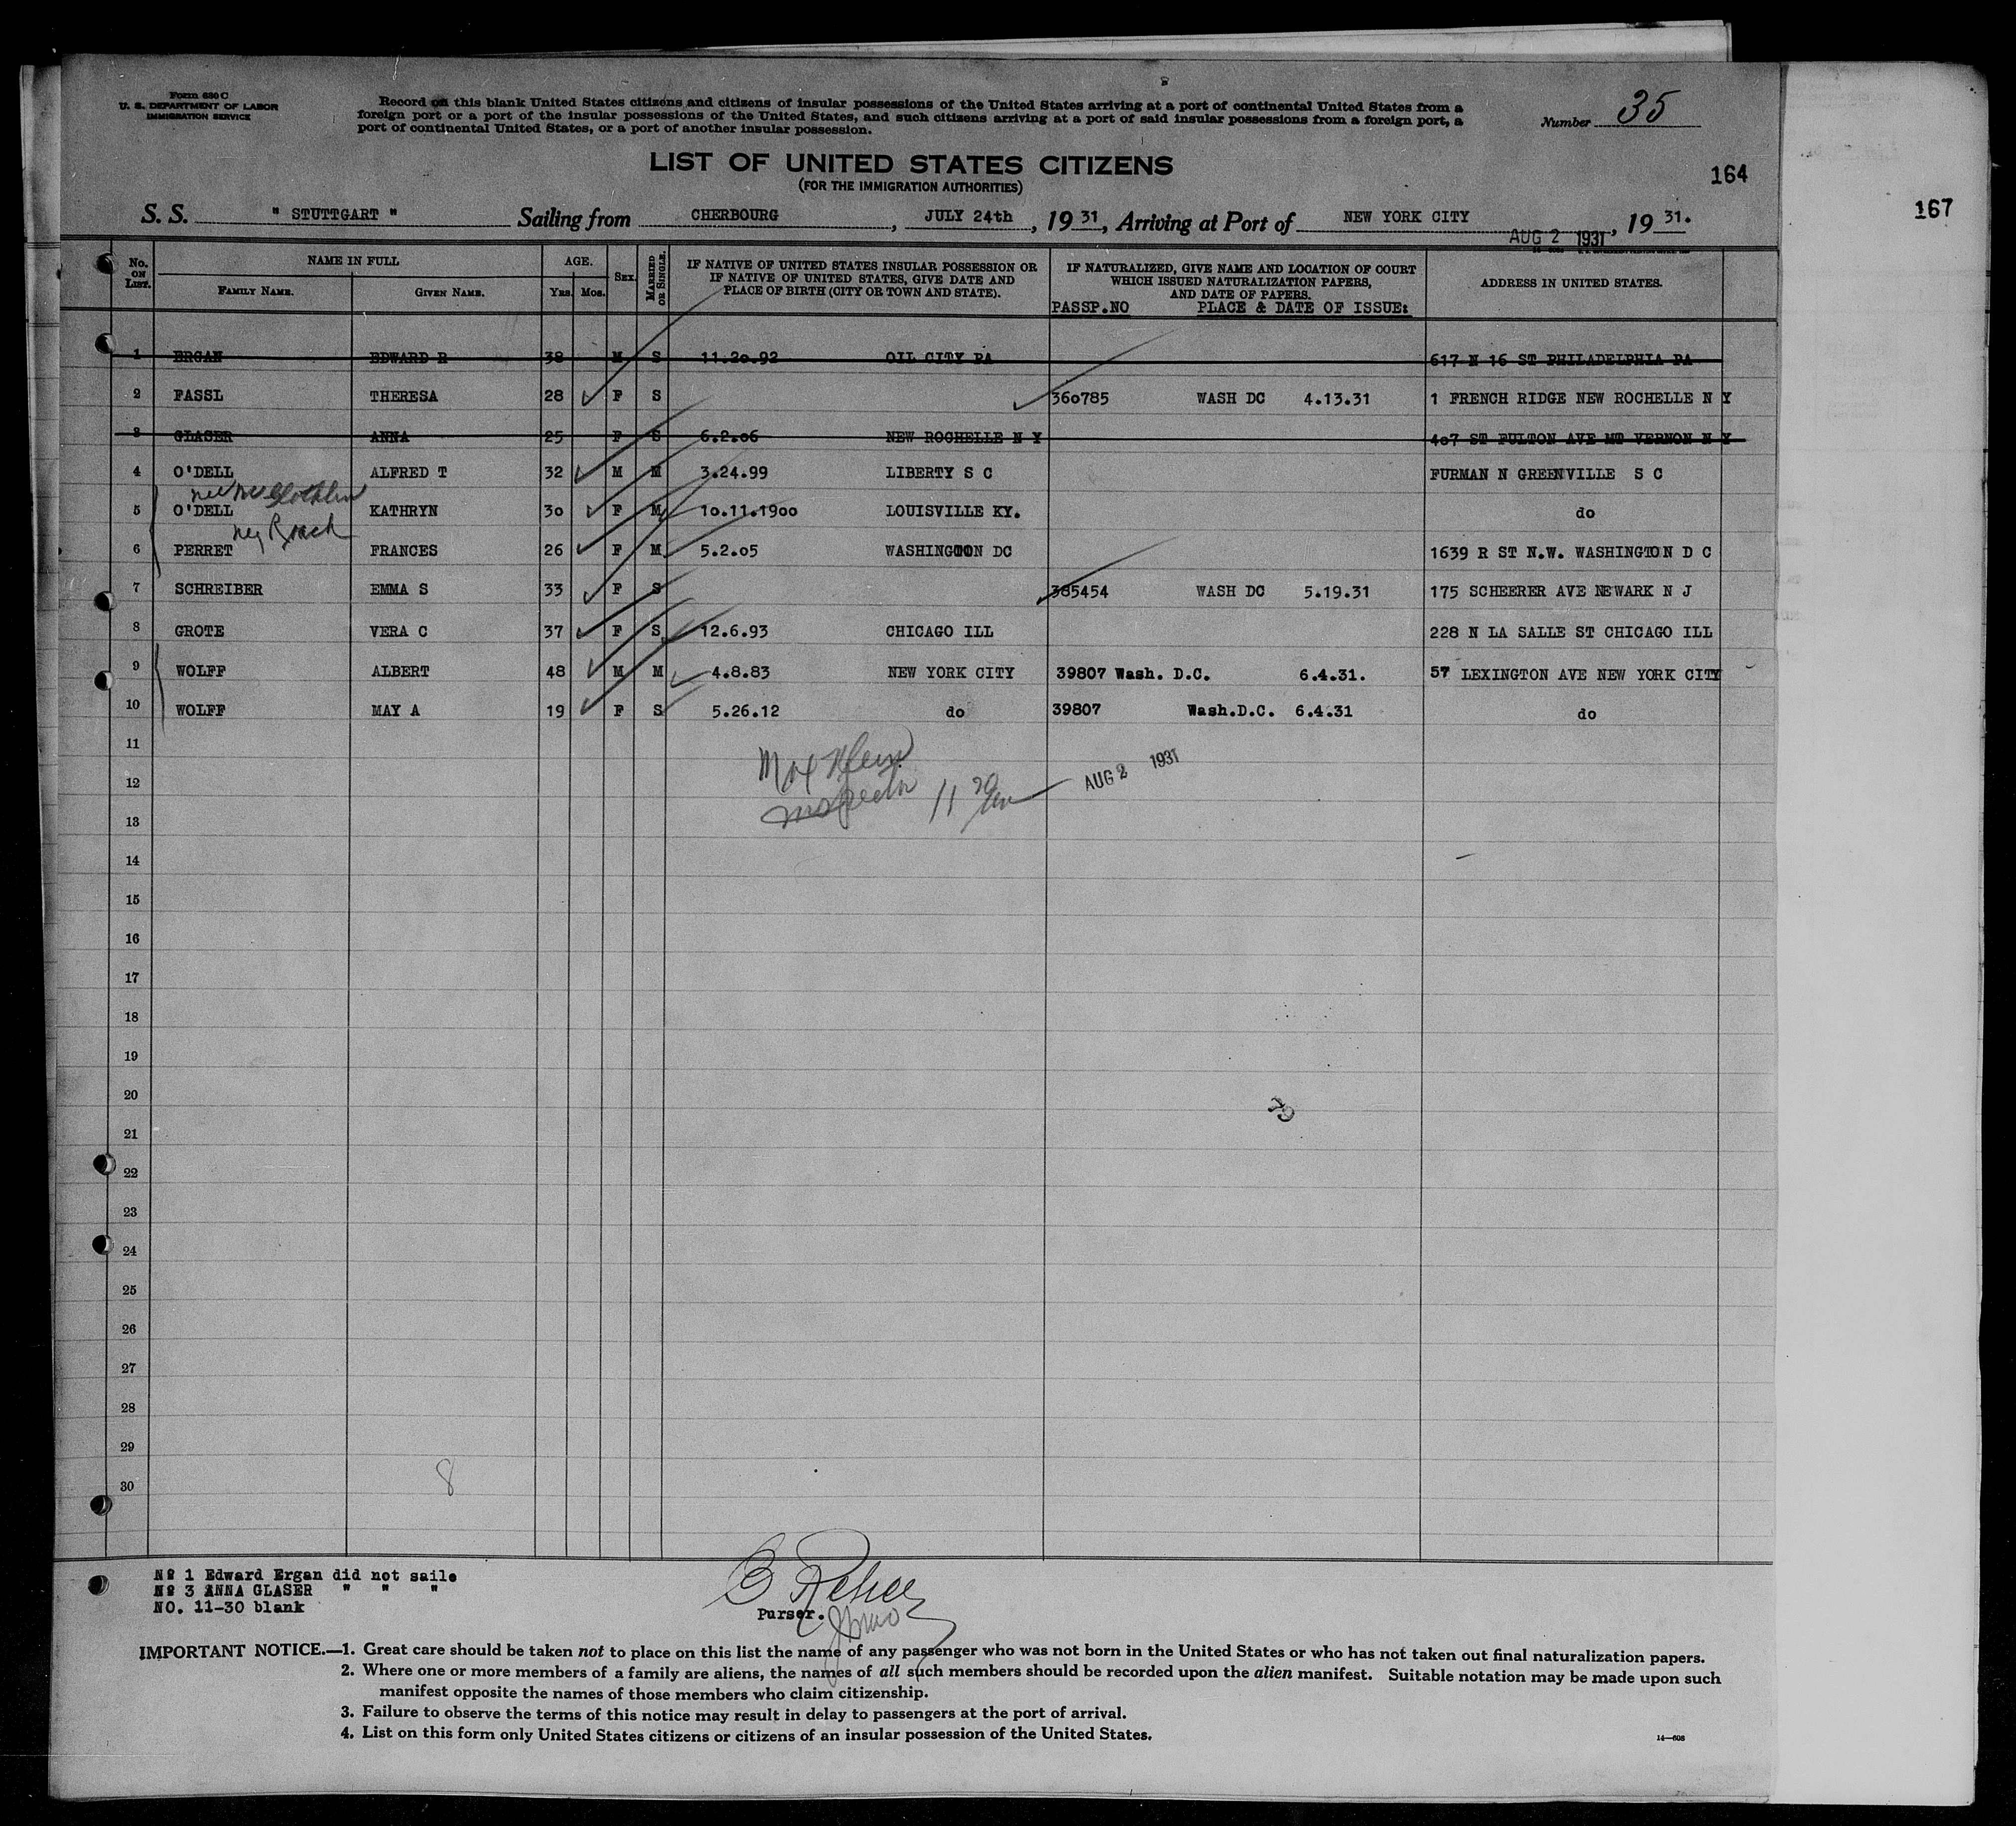 Form 630 C
U. S. DEPARTMENT OF LABOR
IMMIGRATION SERVICE
Record on this blank United States citizens and citizens of insular possessions of the United States arriving at a port of continental United States from a
foreign port or a port of the insular possessions of the United States, and such citizens arriving at a port of said insular possessions from a foreign port, a
port of continental United States, or a port of another insular possession.
Number 35
LIST OF UNITED STATES CITIZENS
(FOR THE IMMIGRATION AUTHORITIES)
164
167
S. S. " STUTTGART " Sailing from CHERBOURG, JULY 24th, 19 31, Arriving at Port of NEW YORK CITY, 19 31.
AUG 2 1931
No. ON LIST. NAME IN FULL FAMILY NAME. GIVEN NAME. AGE. Yrs. Mos. SEX. MARRIED OR SINGLE. IF NATIVE OF UNITED STATES INSULAR POSSESSION OR IF NATIVE OF UNITED STATES, GIVE DATE AND PLACE OF BIRTH (CITY OR TOWN AND STATE). IF NATURALIZED, GIVE NAME AND LOCATION OF COURT WHICH ISSUED NATURALIZATION PAPERS, AND DATE OF PAPERS. ADDRESS IN UNITED STATES.
PASSP.NO PLACE & DATE OF ISSUE:
1 ERGAN EDWARD R 38 M S 11.20.92 OIL CITY PA 617 N 16 ST PHILADELPHIA PA
2 FASSL THERESA 28 F S 360785 WASH DC 4.13.31 1 FRENCH RIDGE NEW ROCHELLE N Y
3 GLASER ANNA 25 F S 6.2.06 NEW ROCHELLE N Y 407 ST FULTON AVE MT VERNON N Y
4 O'DELL ALFRED T 32 M M 3.24.99 LIBERTY S C FURMAN N GREENVILLE S C
nee McGlothlin
5 O'DELL KATHRYN 30 F M 10.11.1900 LOUISVILLE KY. do
nee Roach
6 PERRET FRANCES 26 F M 5.2.05 WASHINGTON DC 1639 R ST N.W. WASHINGTON D C
7 SCHREIBER EMMA S 33 F S 385454 WASH DC 5.19.31 175 SCHEERER AVE NEWARK N J
8 GROTE VERA C 37 F S 12.6.93 CHICAGO ILL 228 N LA SALLE ST CHICAGO ILL
9 WOLFF ALBERT 48 M M 4.8.83 NEW YORK CITY 39807 Wash. D.C. 6.4.31. 57 LEXINGTON AVE NEW YORK CITY
10 WOLFF MAY A 19 F S 5.26.12 do 39807 Wash.D.C. 6.4.31 do
11
Max Klein
12
Inspector 11 30 am AUG 2 1931
13
14
15
16
17
18
19
20
21
22
23
24
25
26
27
28
29
8
30
No 1 Edward Ergan did not saile
No 3 ANNA GLASER " " "
NO. 11-30 blank
Purser.
IMPORTANT NOTICE.—1. Great care should be taken not to place on this list the name of any passenger who was not born in the United States or who has not taken out final naturalization papers.
2. Where one or more members of a family are aliens, the names of all such members should be recorded upon the alien manifest. Suitable notation may be made upon such
manifest opposite the names of those members who claim citizenship.
3. Failure to observe the terms of this notice may result in delay to passengers at the port of arrival.
4. List on this form only United States citizens or citizens of an insular possession of the United States.
14—608